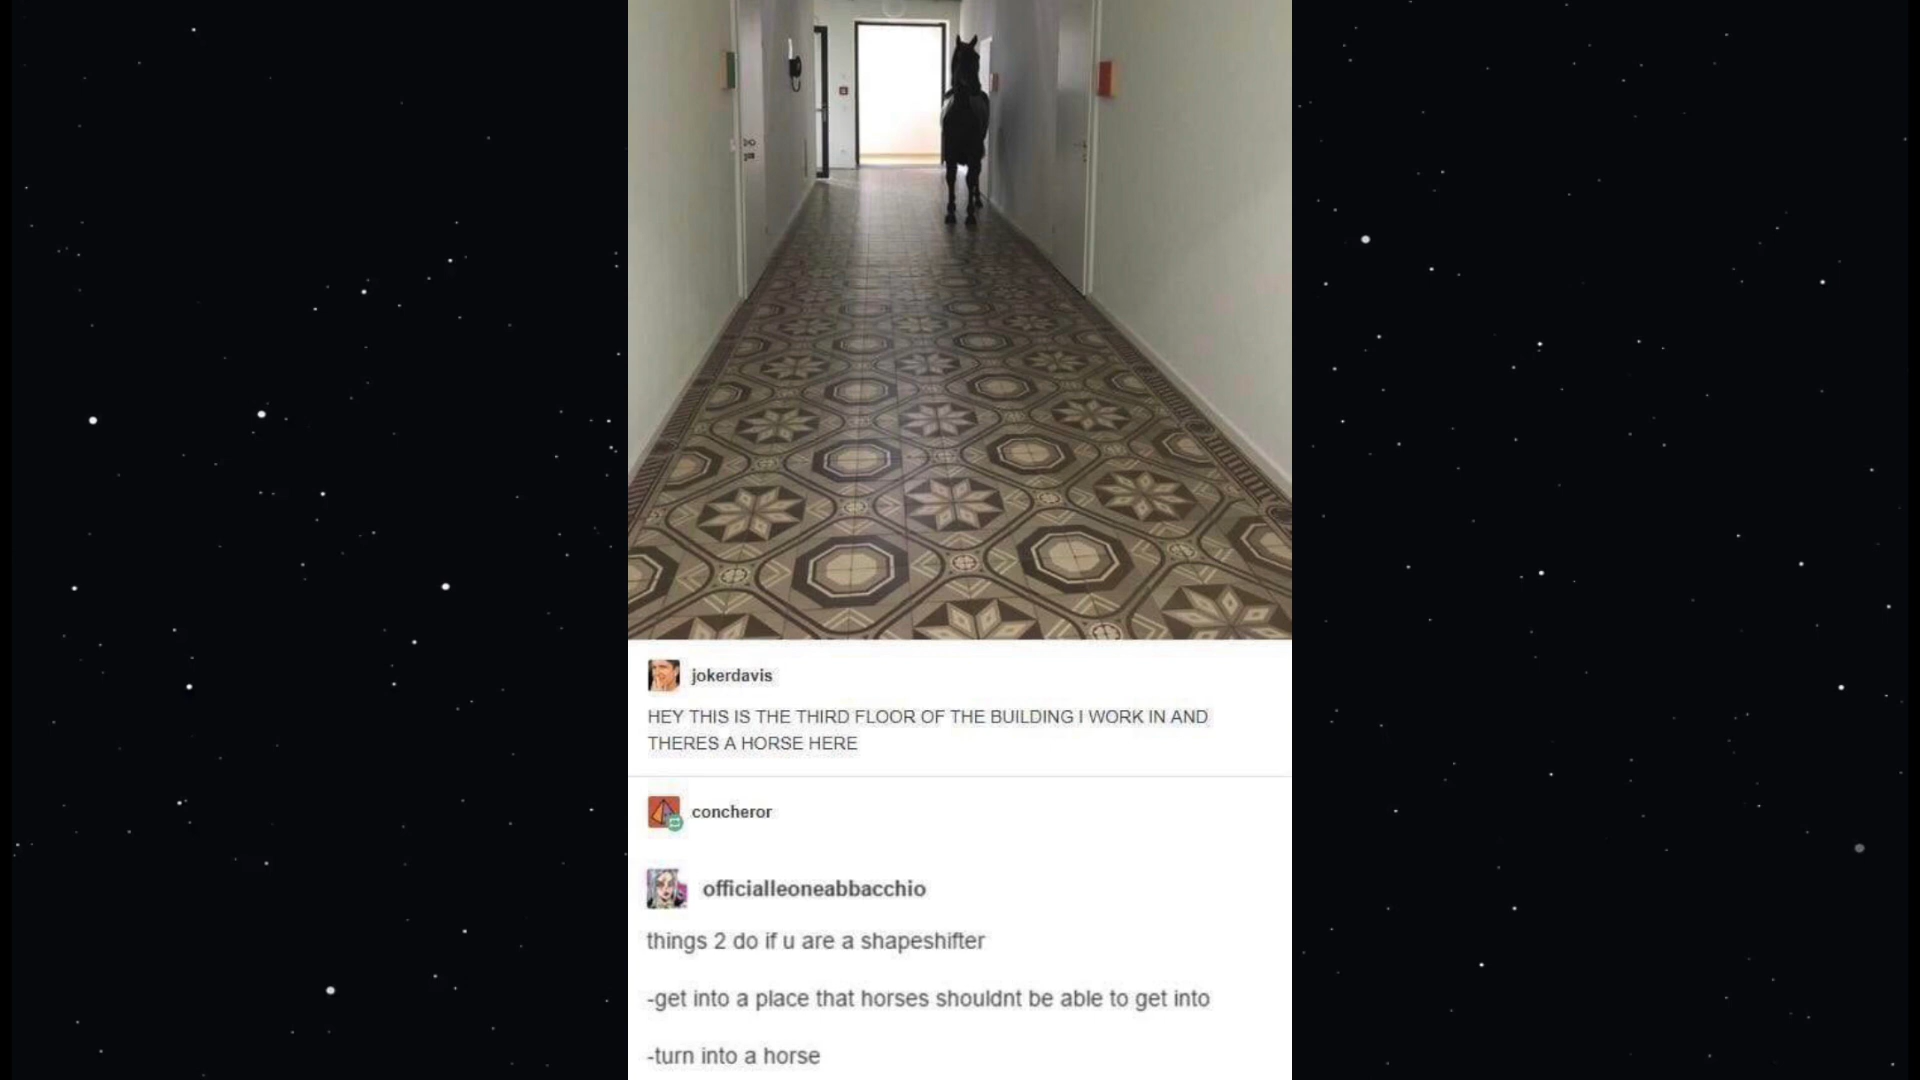 jokerdavis
HEY THIS IS THE THIRD FLOOR OF THE BUILDING I WORK IN AND
THERES A HORSE HERE
concheror
officialleoneabbacchio
things 2 do if u are a shapeshifter
-get into a place that horses shouldnt be able to get into
-turn into a horse